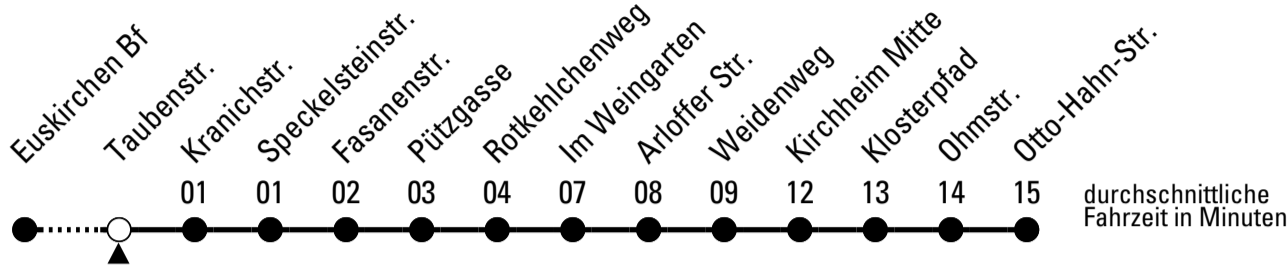 Euskirchen Bf
Taubenstr.
Kranichstr.
Speckelsteinstr.
Fasanenstr.
Pützgasse
Rotkehlchenweg
Im Weingarten
Arloffer Str.
Weidenweg
Kirchheim Mitte
Klosterpfad
Ohmstr.
Otto-Hahn-Str.
01 01 02 03 04 07 08 09 12 13 14 15
durchschnittliche
Fahrzeit in Minuten